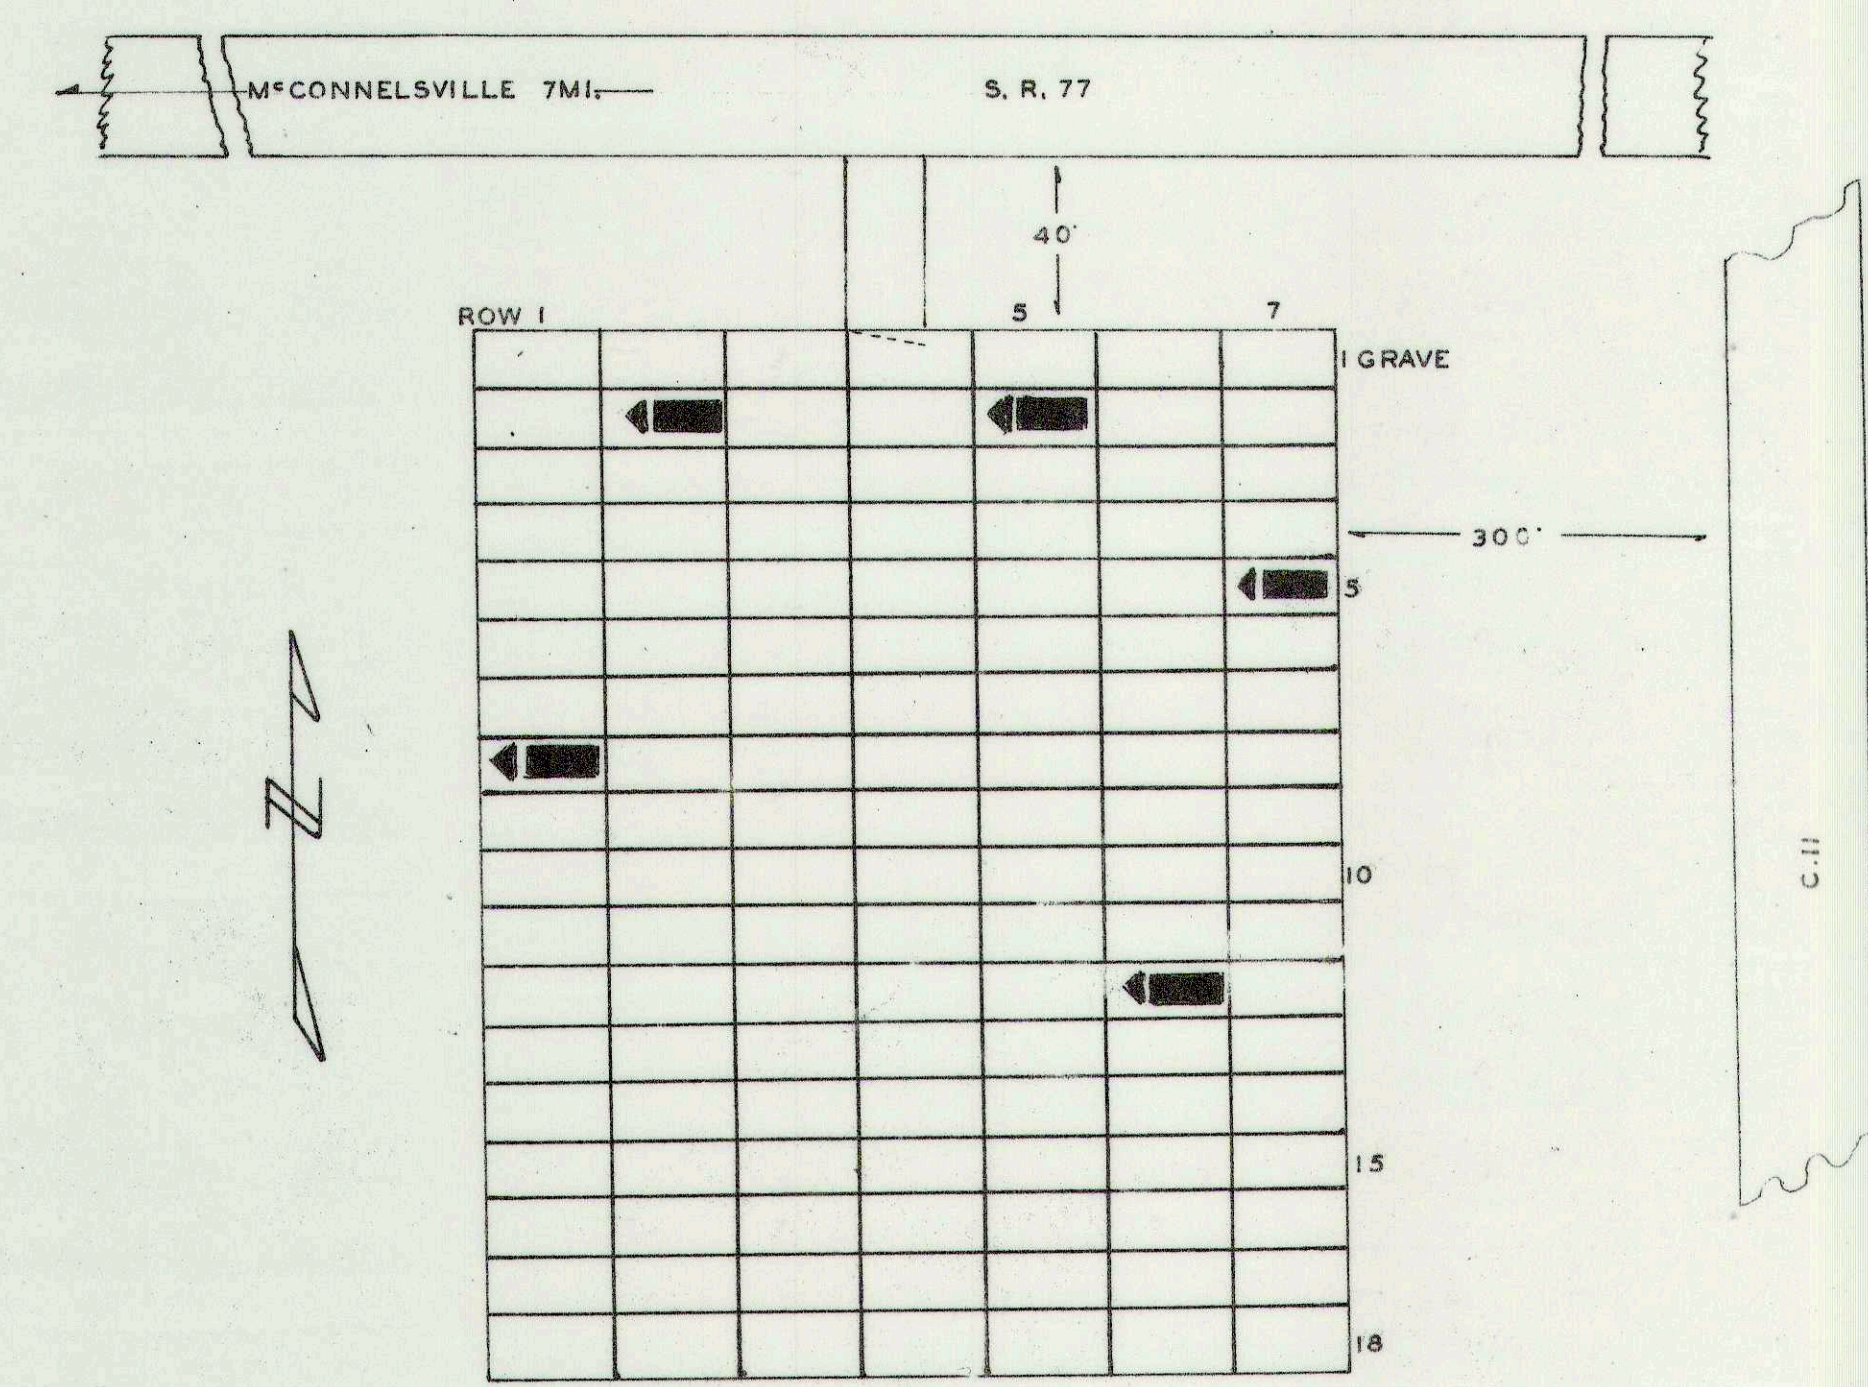 McCONNELSVILLE 7MI.
S. R. 77
40'
ROW 1
5
7
1 GRAVE
300'
5
N
10
C.11
15
18